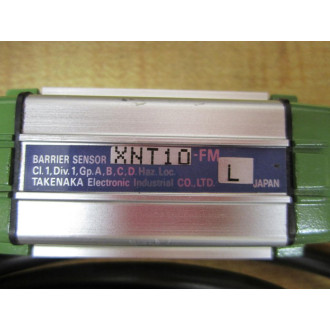 BARRIER SENSOR XNT10-FM
Cl.1, Div.1, Gp.A, B, C, D. Haz. Loc.
TAKENAKA Electronic Industrial CO., LTD. L JAPAN